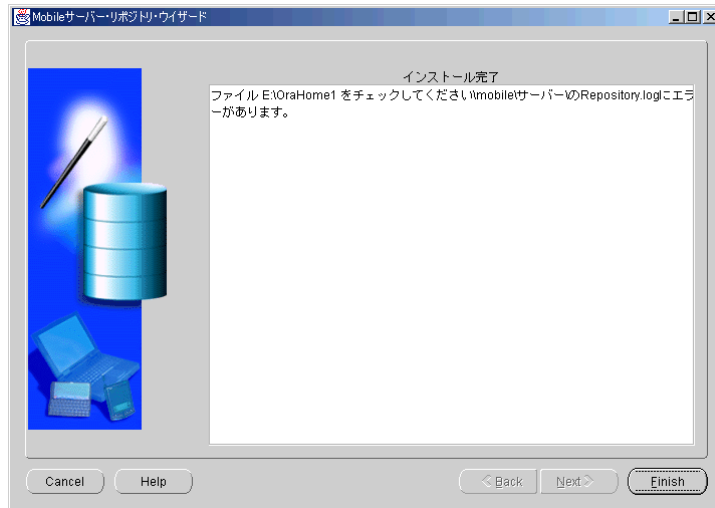 Mobileサーバー・リポジトリ・ウイザード
インストール完了
ファイル E:\OraHome1 をチェックしてください\mobile\サーバー\のRepository.logにエラ
ーがあります。
Cancel
Help
Back
Next
Finish